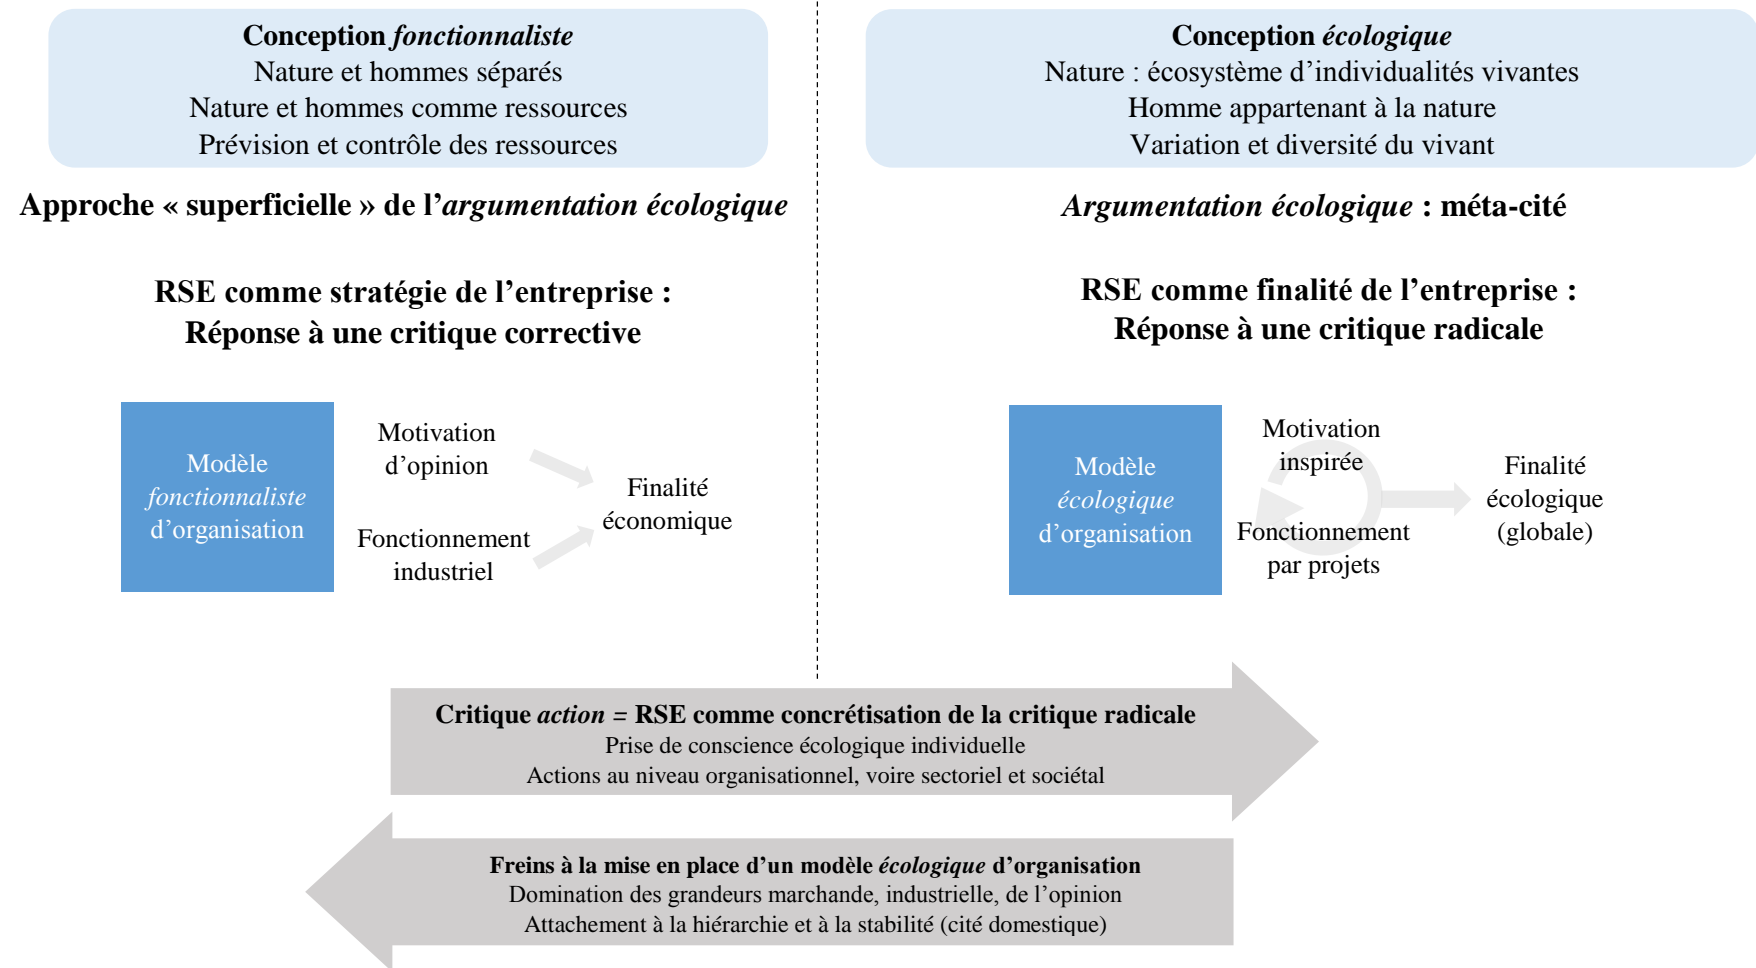 Conception fonctionnaliste
Nature et hommes séparés
Nature et hommes comme ressources
Prévision et contrôle des ressources
Approche « superficielle » de l’argumentation écologique
RSE comme stratégie de l’entreprise :
Réponse à une critique corrective
Modèle
fonctionnaliste
d’organisation
Motivation
d’opinion
Fonctionnement
industriel
Finalité
économique
Conception écologique
Nature : écosystème d’individualités vivantes
Homme appartenant à la nature
Variation et diversité du vivant
Argumentation écologique : méta-cité
RSE comme finalité de l’entreprise :
Réponse à une critique radicale
Modèle
écologique
d’organisation
Motivation
inspirée
Fonctionnement
par projets
Finalité
écologique
(globale)
Critique action = RSE comme concrétisation de la critique radicale
Prise de conscience écologique individuelle
Actions au niveau organisationnel, voire sectoriel et sociétal
Freins à la mise en place d’un modèle écologique d’organisation
Domination des grandeurs marchande, industrielle, de l’opinion
Attachement à la hiérarchie et à la stabilité (cité domestique)